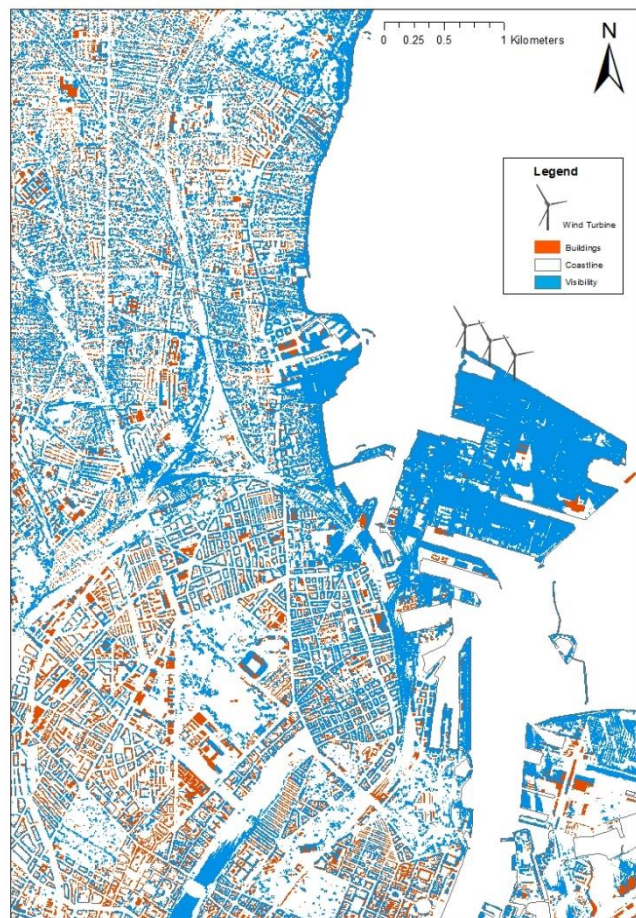 N
0 0.25 0.5 1 Kilometers
Legend
Wind Turbine
Buildings
Coastline
Visibility